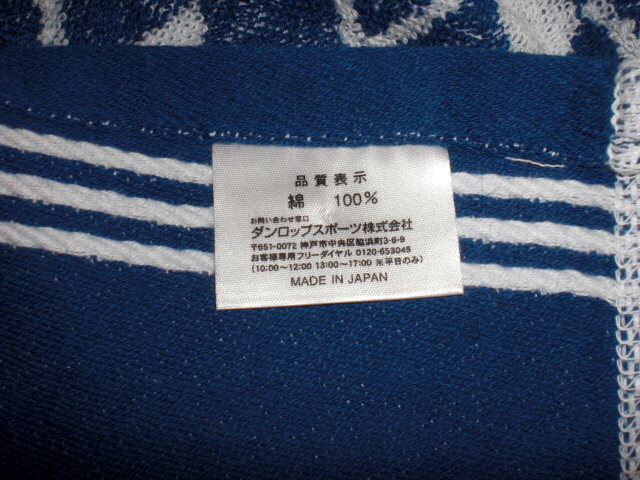 品質表示
綿 100%
お問い合わせ窓口
ダンロップスポーツ株式会社
〒651-0072 神戸市中央区脇浜町3-6-9
お客様専用フリーダイヤル 0120-653045
(10:00～12:00 13:00～17:00 ※平日のみ)
MADE IN JAPAN